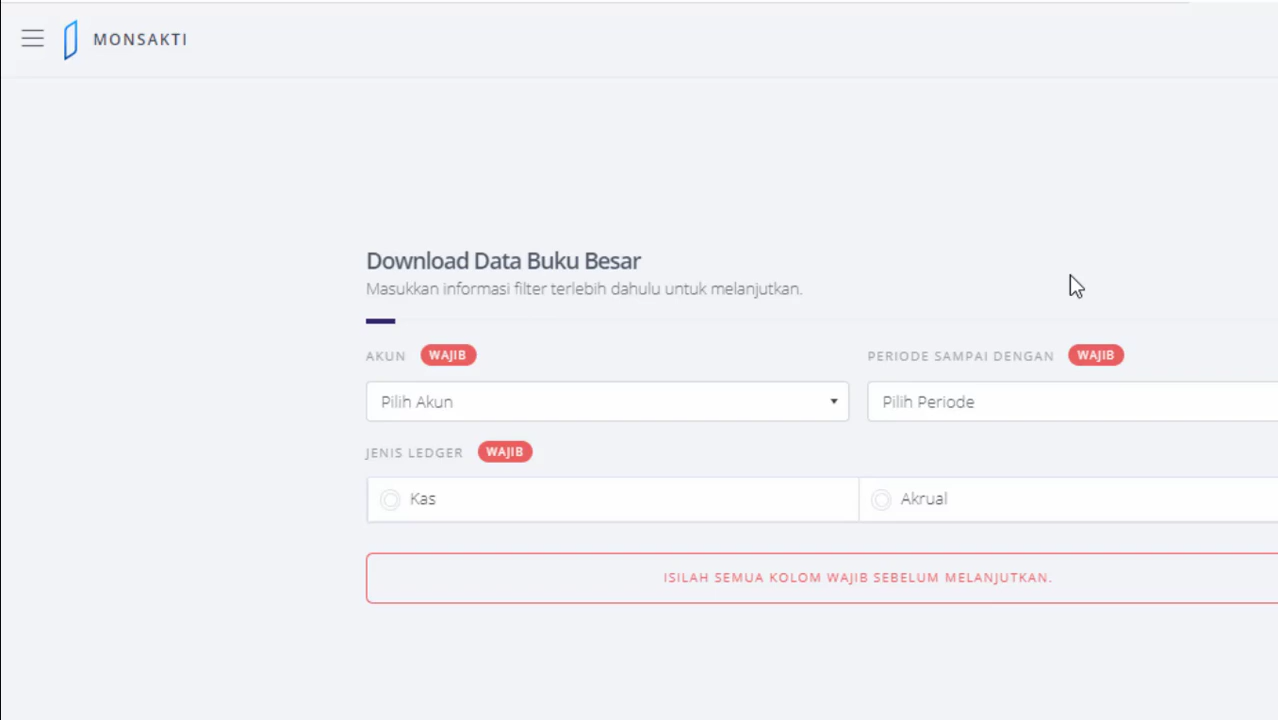 MONSAKTI
Download Data Buku Besar
Masukkan informasi filter terlebih dahulu untuk melanjutkan.
AKUN WAJIB
PERIODE SAMPAI DENGAN WAJIB
Pilih Akun
Pilih Periode
JENIS LEDGER WAJIB
Kas
Akrual
ISILAH SEMUA KOLOM WAJIB SEBELUM MELANJUTKAN.